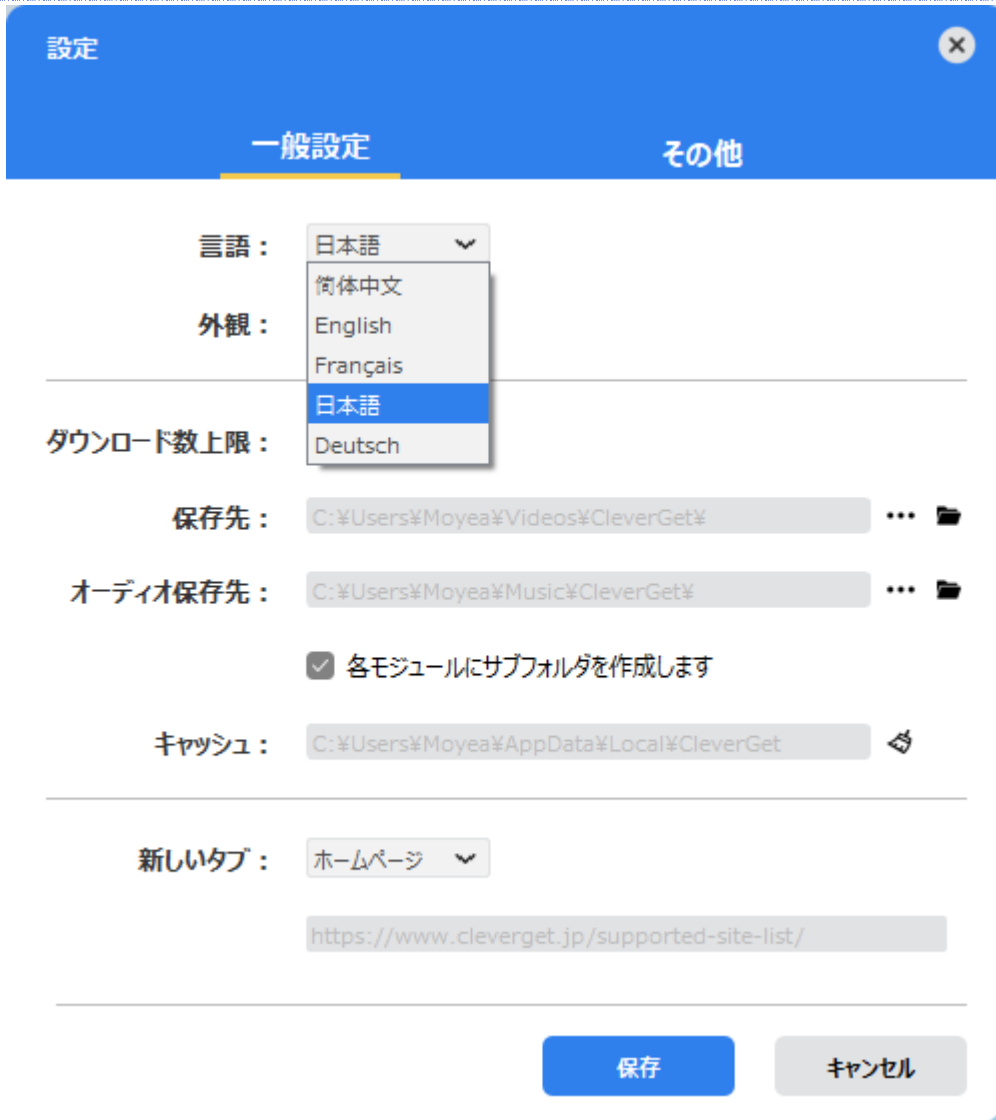 設定
一般設定
その他
言語：
日本語
简体中文
外観：
English
Français
日本語
ダウンロード数上限：
Deutsch
保存先：
C:¥Users¥Moyea¥Videos¥CleverGet¥
オーディオ保存先：
C:¥Users¥Moyea¥Music¥CleverGet¥
各モジュールにサブフォルダを作成します
キャッシュ：
C:¥Users¥Moyea¥AppData¥Local¥CleverGet
新しいタブ：
ホームページ
https://www.cleverget.jp/supported-site-list/
保存
キャンセル